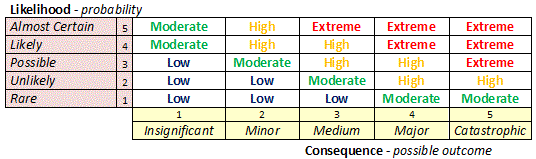 Likelihood - probability
Almost Certain 5 Moderate High Extreme Extreme Extreme
Likely 4 Moderate High High Extreme Extreme
Possible 3 Low Moderate High High Extreme
Unlikely 2 Low Low Moderate High High
Rare 1 Low Low Low Moderate Moderate
1 2 3 4 5
Insignificant Minor Medium Major Catastrophic
Consequence - possible outcome